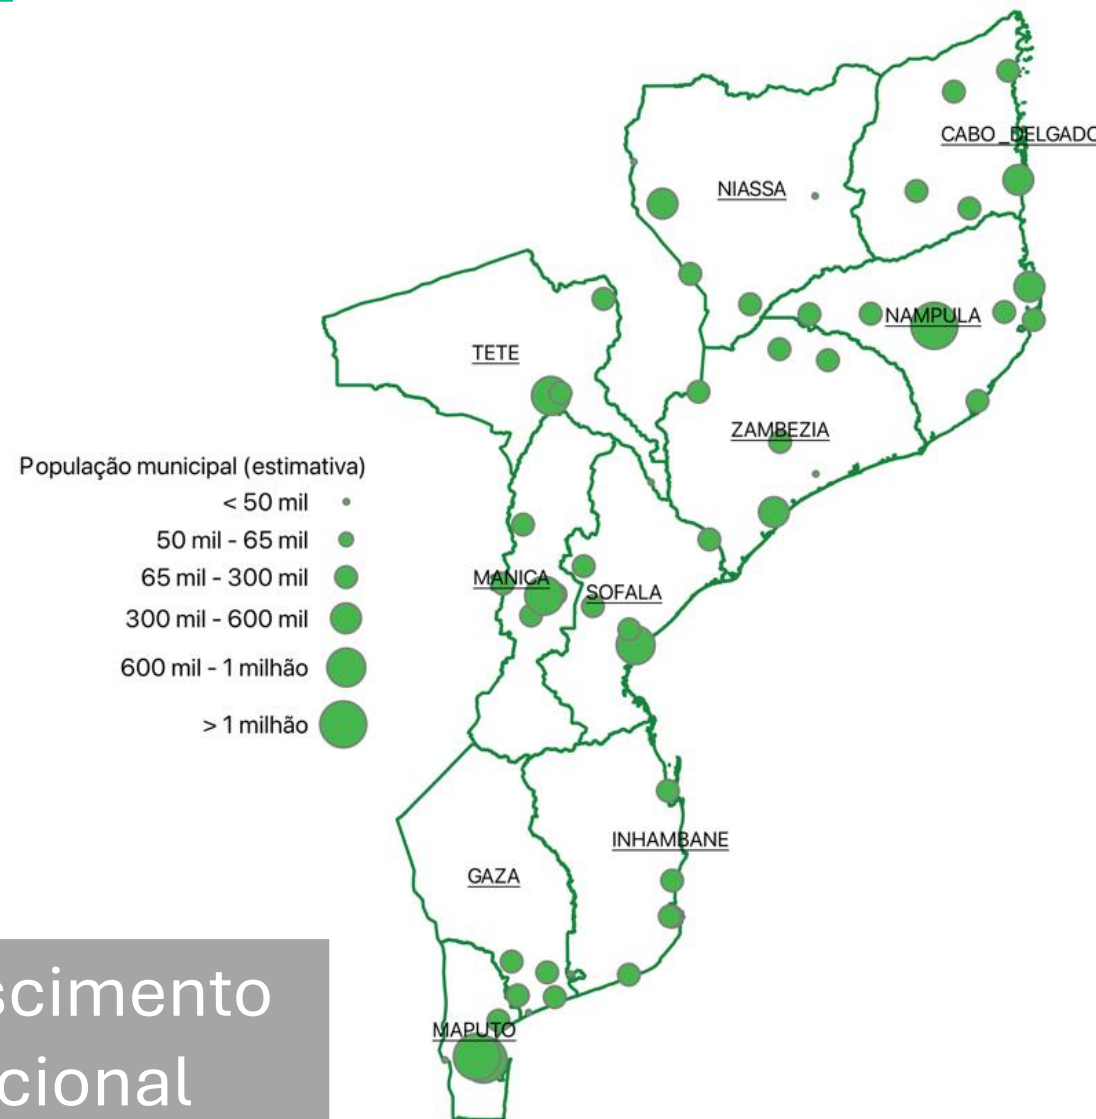 CABO_DELGADO
NIASSA
NAMPULA
TETE
ZAMBEZIA
População municipal (estimativa)
< 50 mil
50 mil - 65 mil
65 mil - 300 mil
300 mil - 600 mil
600 mil - 1 milhão
> 1 milhão
MANICA
SOFALA
INHAMBANE
GAZA
MAPUTO
scimento
cional